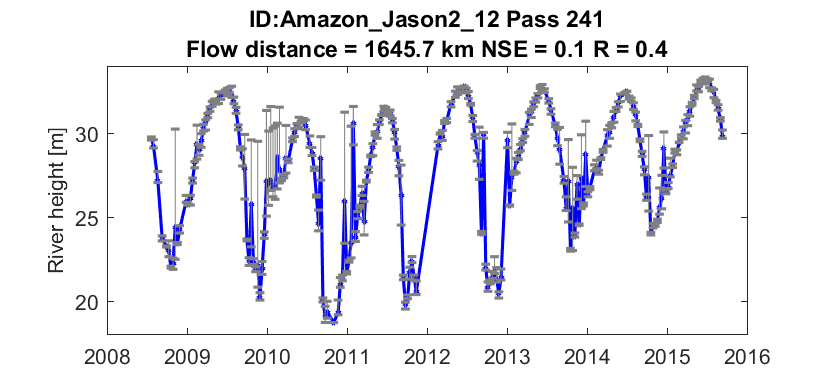 ID:Amazon_Jason2_12 Pass 241
Flow distance = 1645.7 km NSE = 0.1 R = 0.4
River height [m]
30
25
20
2008 2009 2010 2011 2012 2013 2014 2015 2016